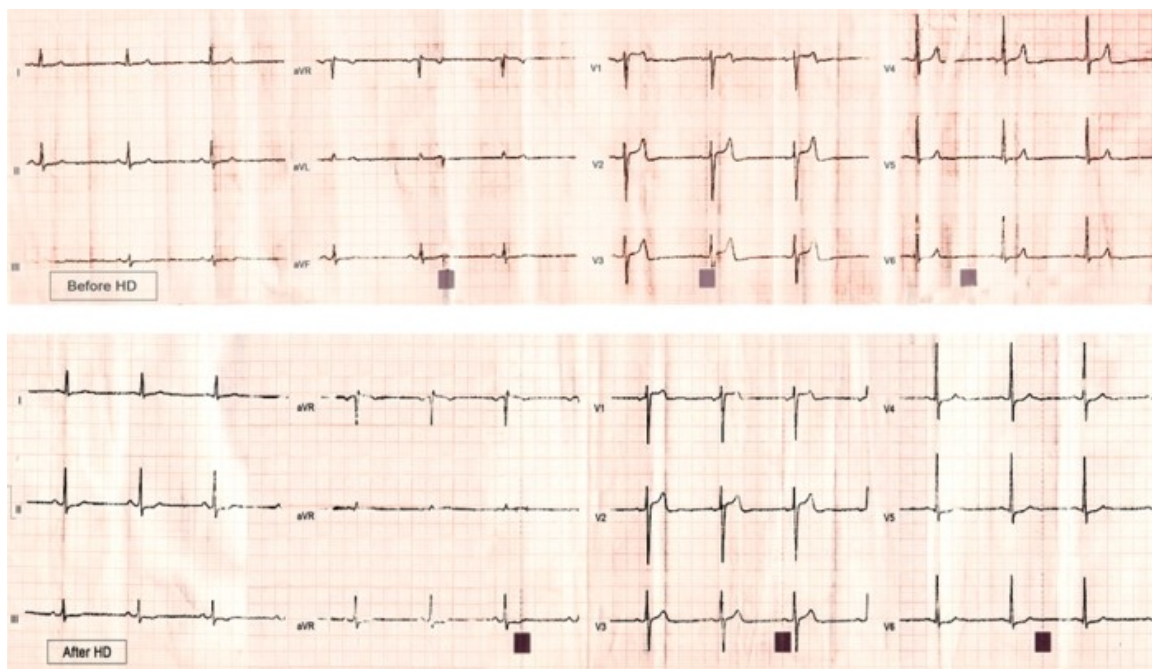 I
aVR
V1
V4
II
aVL
V2
V5
III
aVF
V3
V6
Before HD
I
aVR
V1
V4
II
aVR
V2
V5
III
aVR
V3
V6
After HD